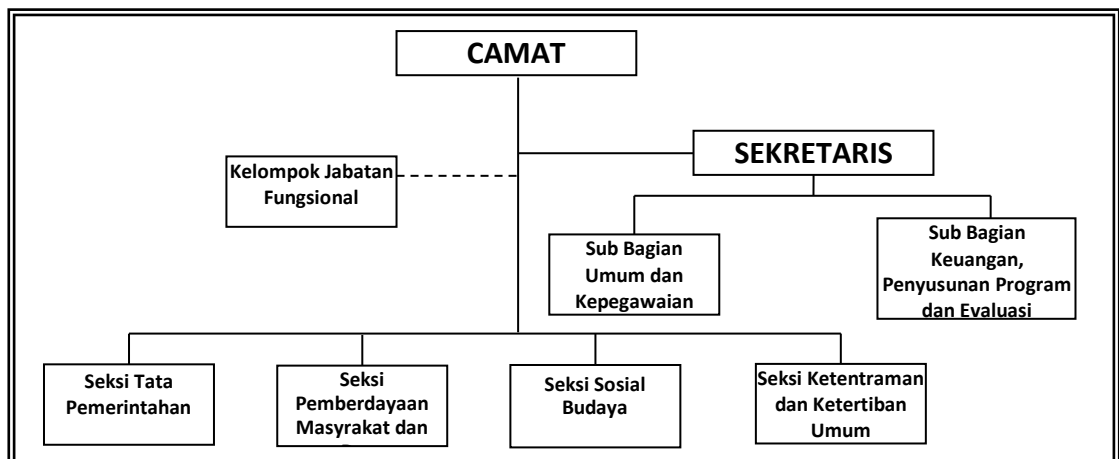 CAMAT
SEKRETARIS
Kelompok Jabatan
Fungsional
Sub Bagian
Umum dan
Kepegawaian
Sub Bagian
Keuangan,
Penyusunan Program
dan Evaluasi
Seksi Tata
Pemerintahan
Seksi
Pemberdayaan
Masyrakat dan
Seksi Sosial
Budaya
Seksi Ketentraman
dan Ketertiban
Umum